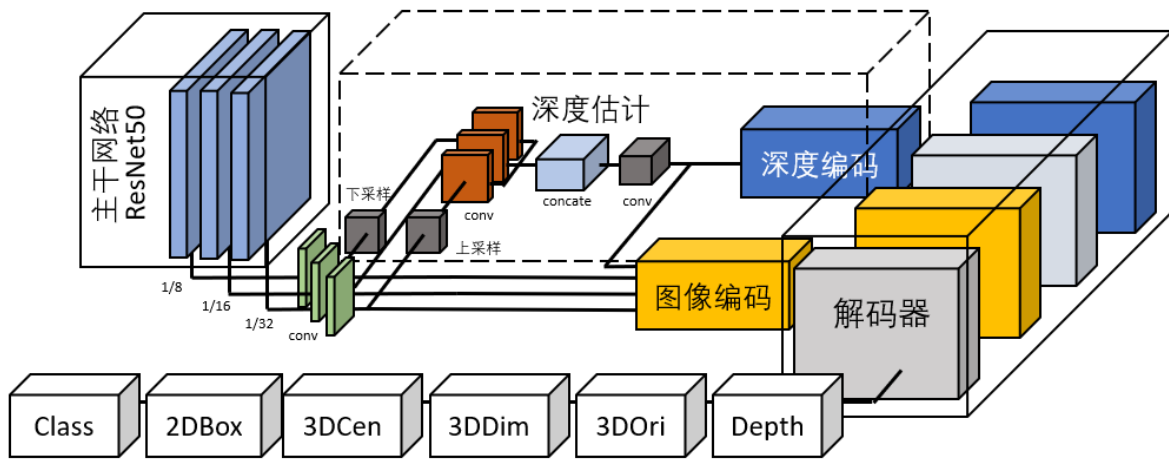 主干网络
ResNet50
深度估计
下采样
conv
concate
conv
上采样
深度编码
图像编码
解码器
1/8
1/16
1/32
conv
Class
2DBox
3DCen
3DDim
3DOri
Depth